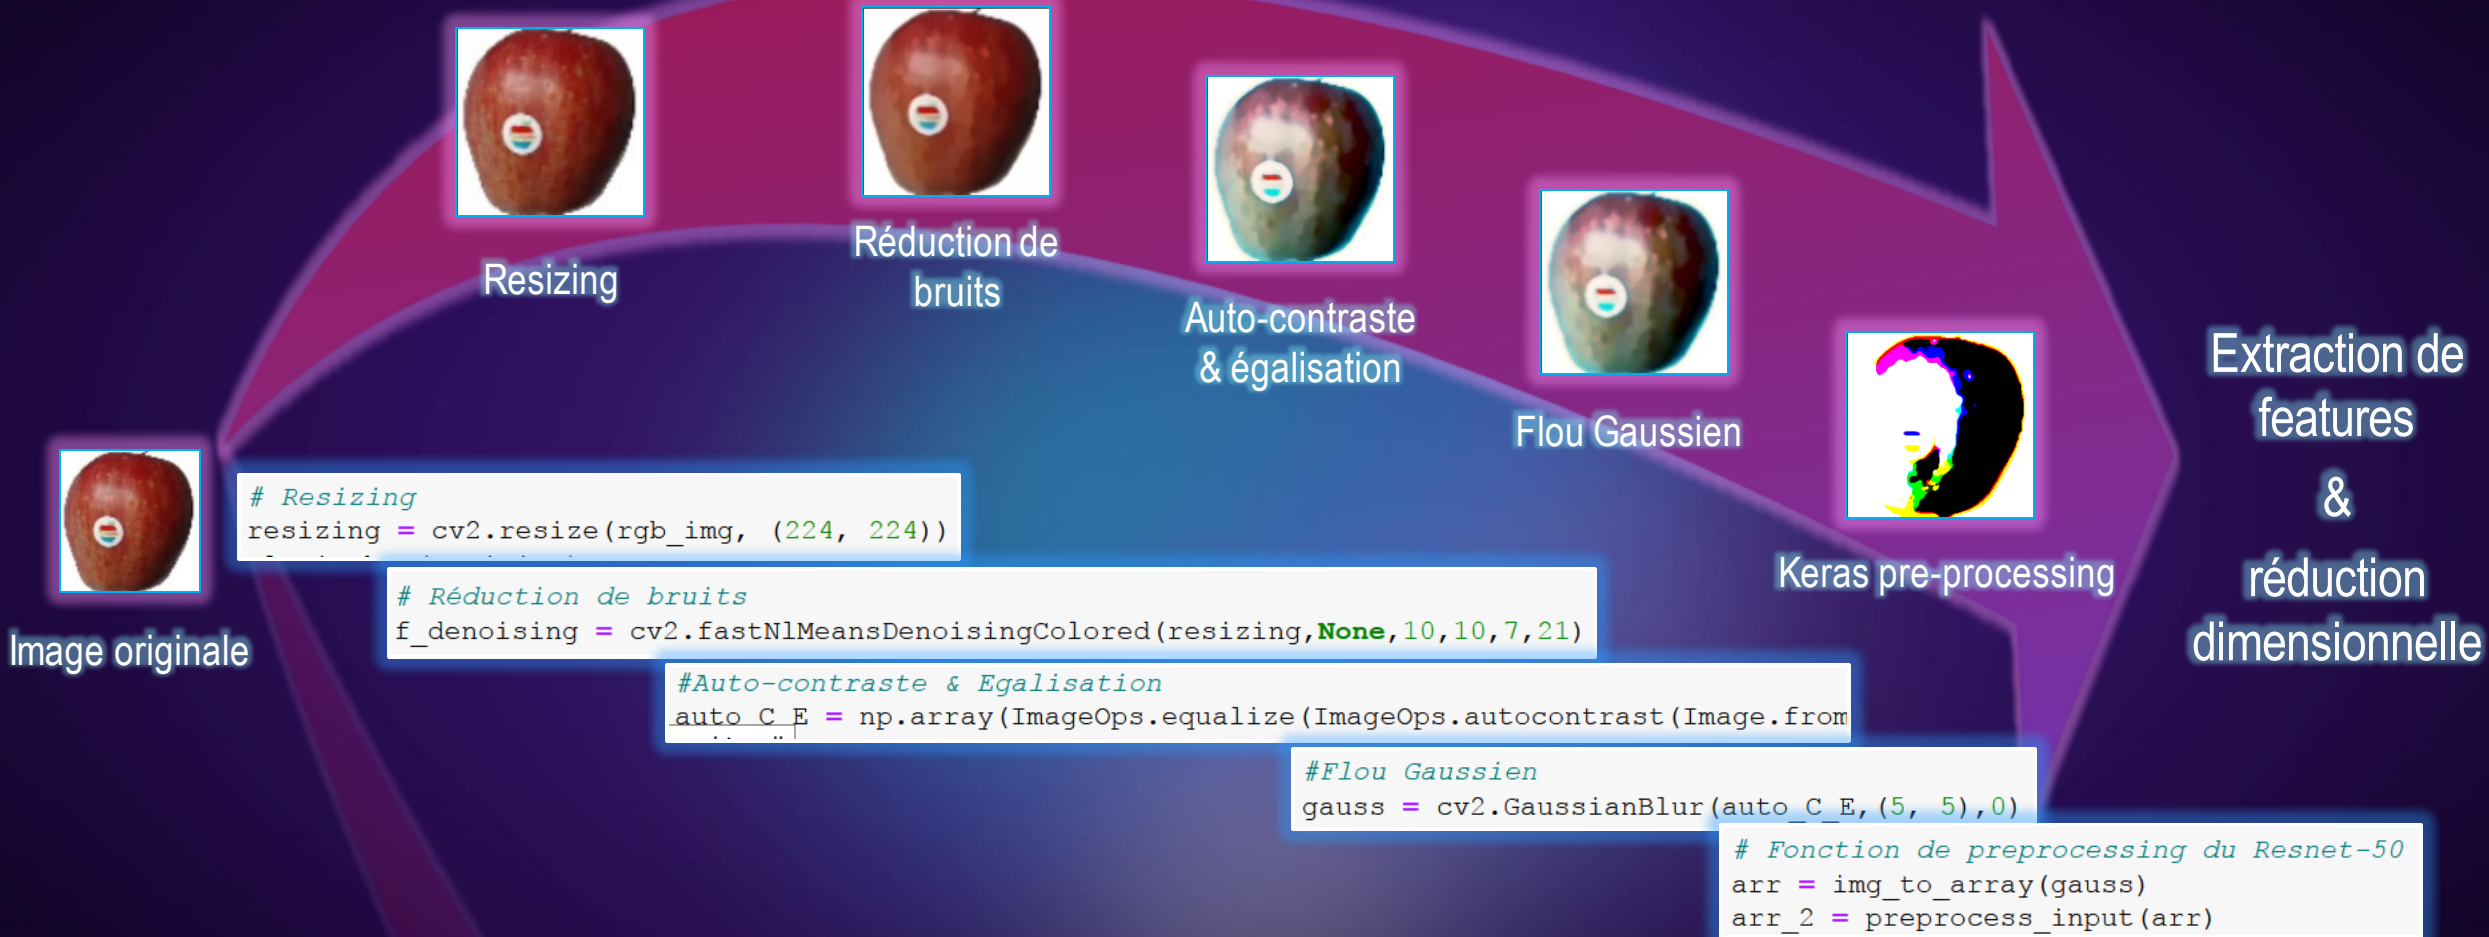 Resizing
Réduction de
bruits
Auto-contraste
& égalisation
Flou Gaussien
Keras pre-processing
Extraction de
features
&
réduction
dimensionnelle
Image originale
# Resizing
resizing = cv2.resize(rgb_img, (224, 224))
# Réduction de bruits
f_denoising = cv2.fastNlMeansDenoisingColored(resizing,None,10,10,7,21)
#Auto-contraste & Egalisation
auto_C_E = np.array(ImageOps.equalize(ImageOps.autocontrast(Image.from
#Flou Gaussien
gauss = cv2.GaussianBlur(auto_C_E,(5, 5),0)
# Fonction de preprocessing du Resnet-50
arr = img_to_array(gauss)
arr_2 = preprocess_input(arr)